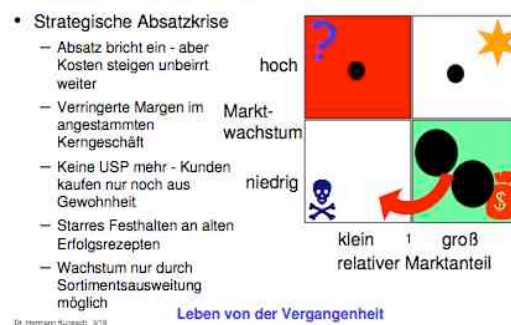 • Strategische Absatzkrise
– Absatz bricht ein - aber
Kosten steigen unbeirrt
weiter
– Verringerte Margen im
angestammten
Kerngeschäft
– Keine USP mehr - Kunden
kaufen nur noch aus
Gewohnheit
– Starres Festhalten an alten
Erfolgsrezepten
– Wachstum nur durch
Sortimentsausweitung
möglich
?
hoch
Markt-
wachstum
niedrig
$
klein 1 groß
relativer Marktanteil
Leben von der Vergangenheit
Dr. Hermann